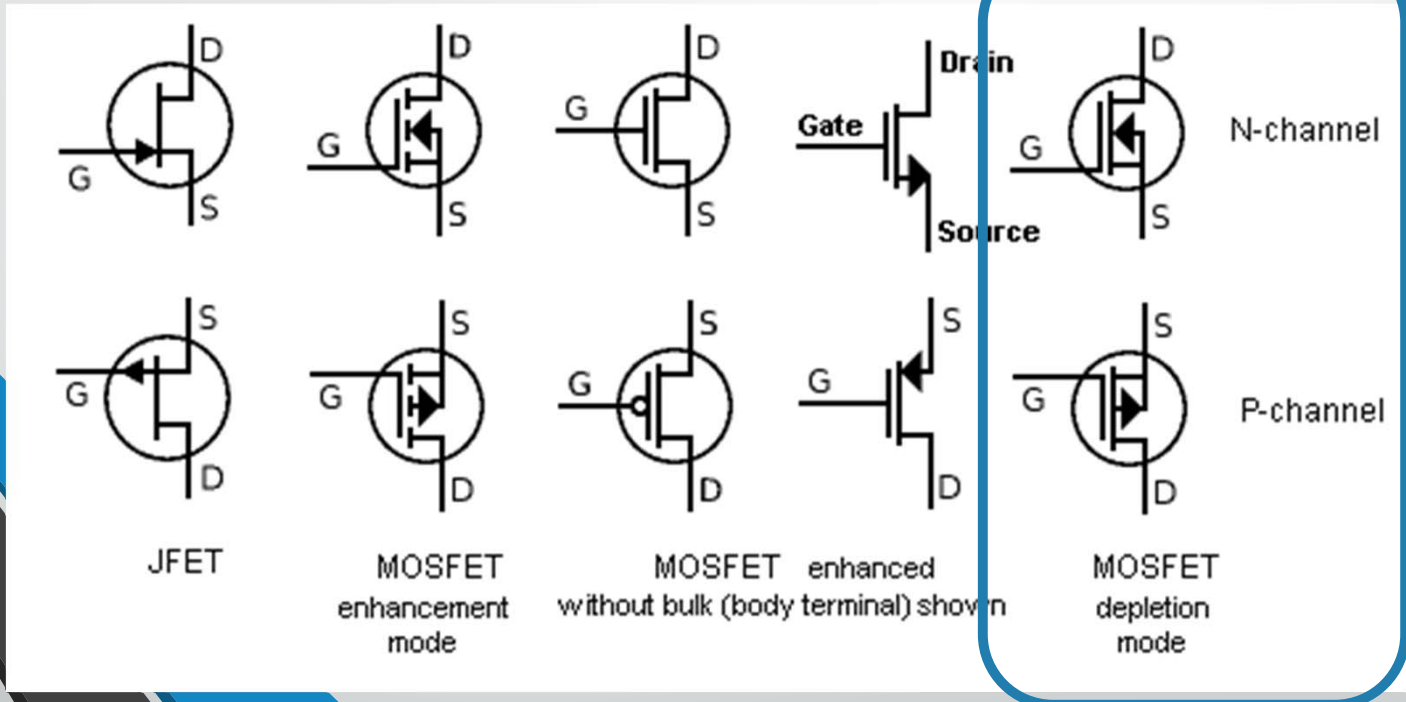 D
G
S
D
G
S
D
G
S
Drain
Gate
Source
D
G
S
N-channel
S
G
D
S
G
D
S
G
D
S
G
D
S
G
D
P-channel
JFET
MOSFET
enhancement
mode
MOSFET enhanced
without bulk (body terminal) shown
MOSFET
depletion
mode